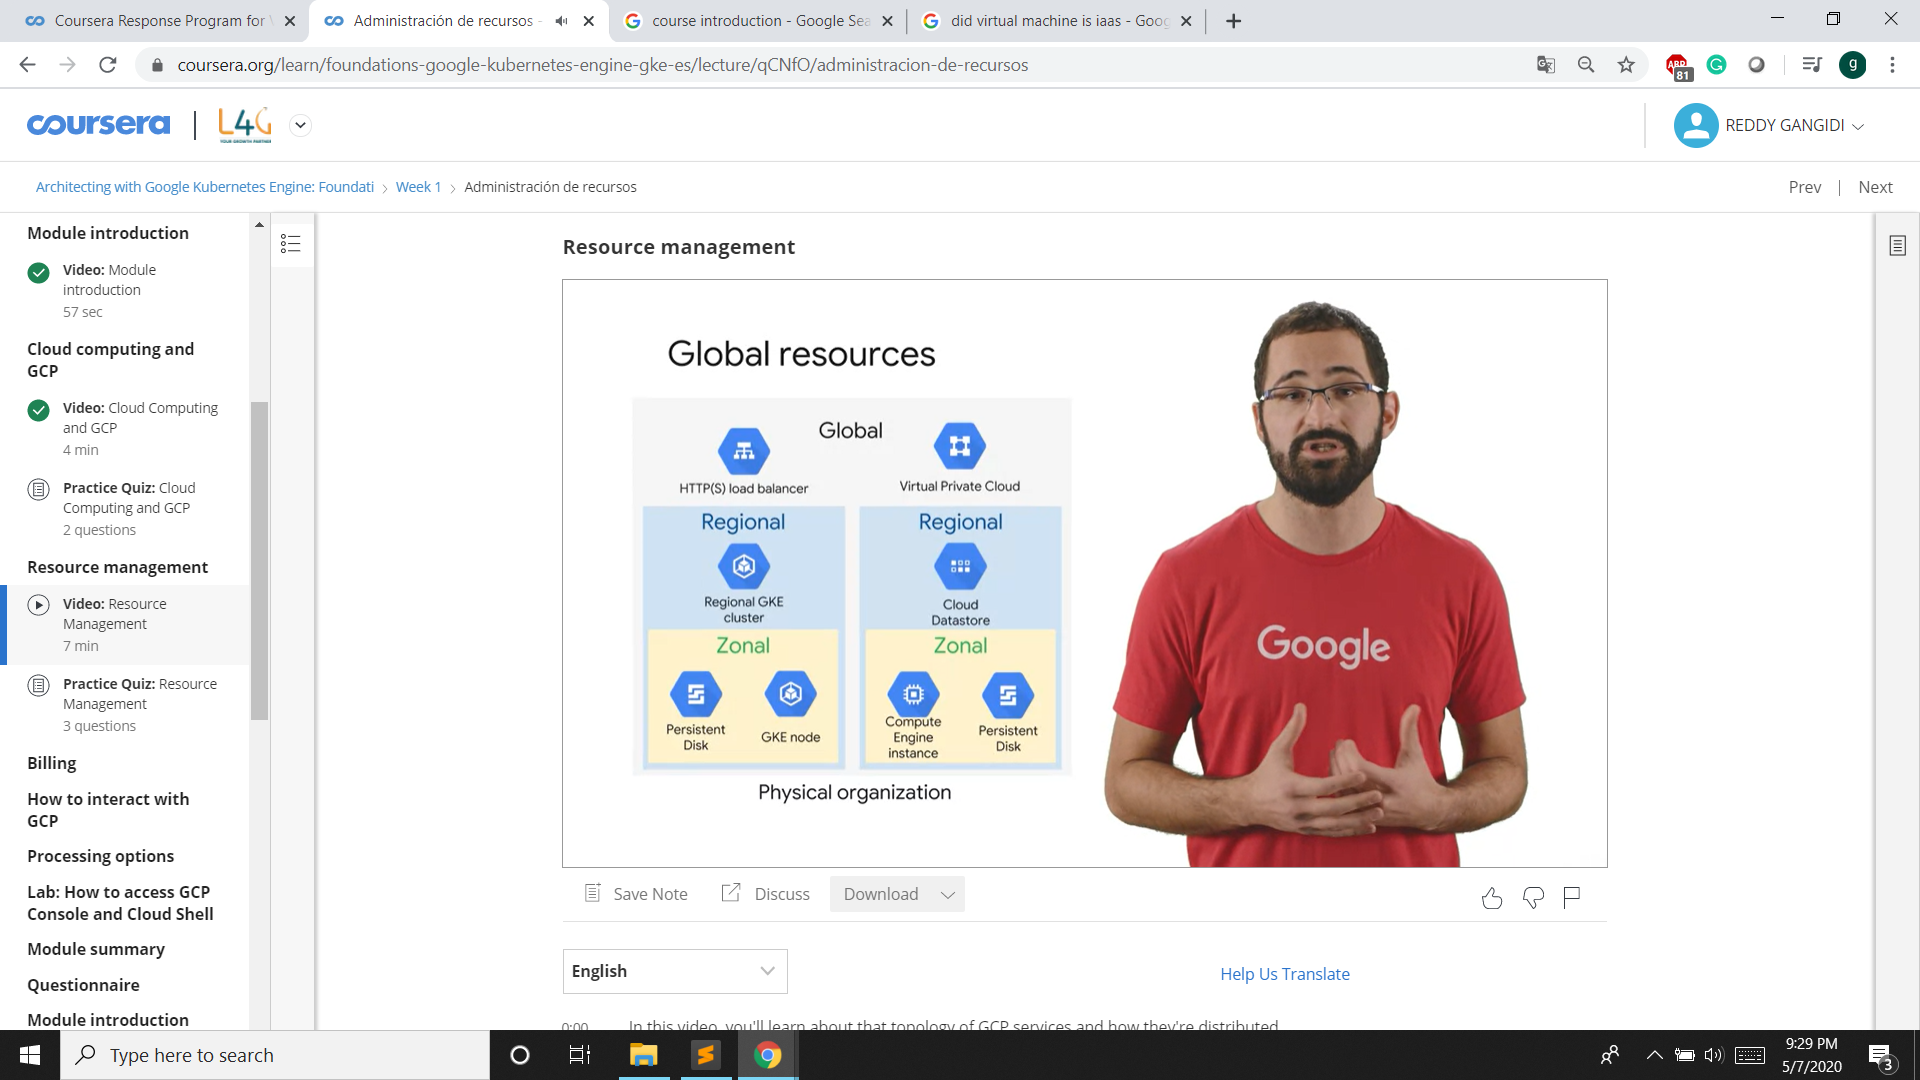 Coursera Response Program for
Administración de recursos -
course introduction - Google Sea
did virtual machine is iaas - Goog
coursera.org/learn/foundations-google-kubernetes-engine-gke-es/lecture/qCNfO/administracion-de-recursos
ABP
81
g
coursera
L4G
YOUR GROWTH PARTNER
REDDY GANGIDI
Architecting with Google Kubernetes Engine: Foundati
Week 1
Administración de recursos
Prev | Next
Module introduction
Video: Module
introduction
57 sec
Cloud computing and
GCP
Video: Cloud Computing
and GCP
4 min
Practice Quiz: Cloud
Computing and GCP
2 questions
Resource management
Video: Resource
Management
7 min
Practice Quiz: Resource
Management
3 questions
Billing
How to interact with
GCP
Processing options
Lab: How to access GCP
Console and Cloud Shell
Module summary
Questionnaire
Module introduction
Resource management
Global resources
Global
HTTP(S) load balancer
Virtual Private Cloud
Regional
Regional GKE
cluster
Zonal
Persistent
Disk
GKE node
Regional
Cloud
Datastore
Zonal
Compute
Engine
instance
Persistent
Disk
Physical organization
Google
Save Note
Discuss
Download
English
Help Us Translate
0:00
In this video, you'll learn about that topology of GCP services and how they're distributed
Type here to search
9:29 PM
5/7/2020
3